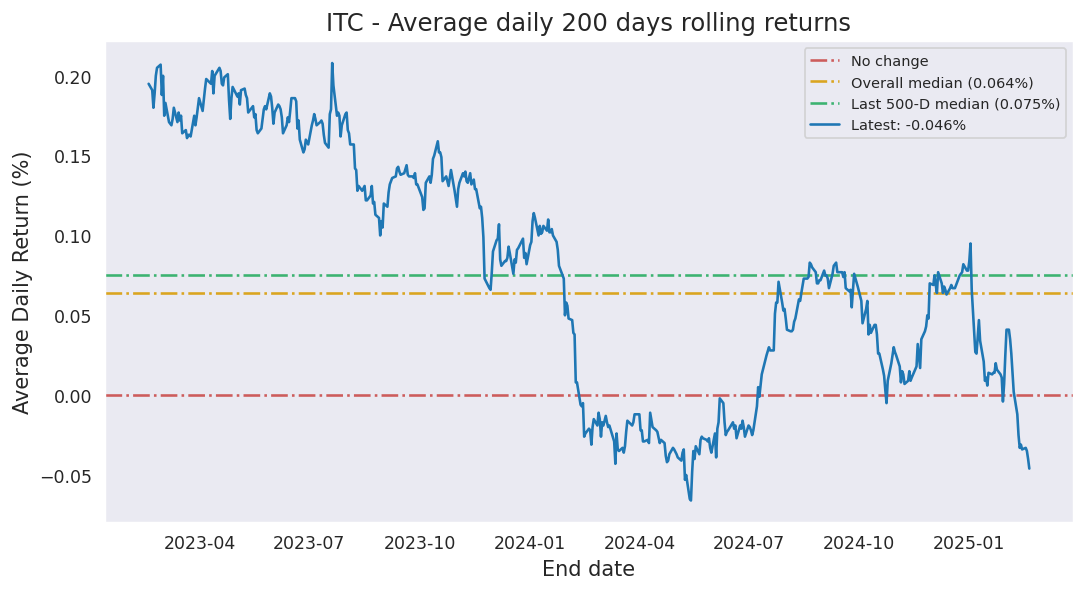 ITC - Average daily 200 days rolling returns
No change
Overall median (0.064%)
Last 500-D median (0.075%)
Latest: -0.046%
Average Daily Return (%)
0.20
0.15
0.10
0.05
0.00
−0.05
2023-04 2023-07 2023-10 2024-01 2024-04 2024-07 2024-10 2025-01
End date